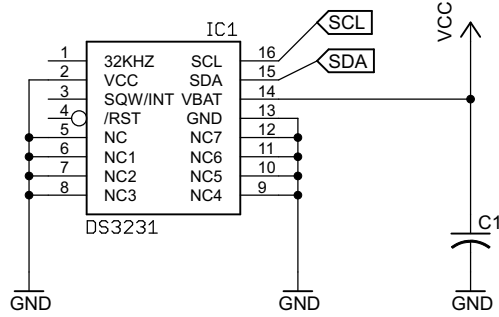 IC1
VCC
SCL
SDA
1 32KHZ SCL 16
2 VCC SDA 15
3 SQW/INT VBAT 14
4 /RST GND 13
5 NC NC7 12
6 NC1 NC6 11
7 NC2 NC5 10
8 NC3 NC4 9
DS3231
C1
GND GND GND